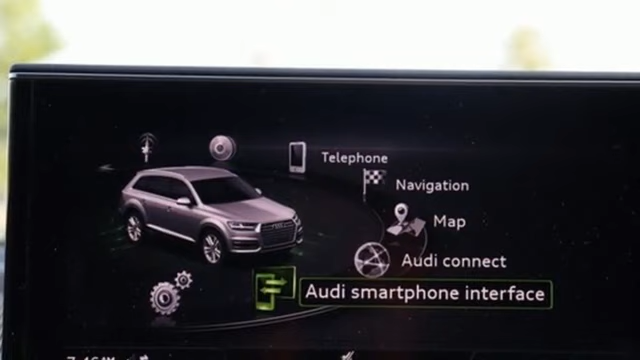 Telephone
Navigation
Map
Audi connect
Audi smartphone interface